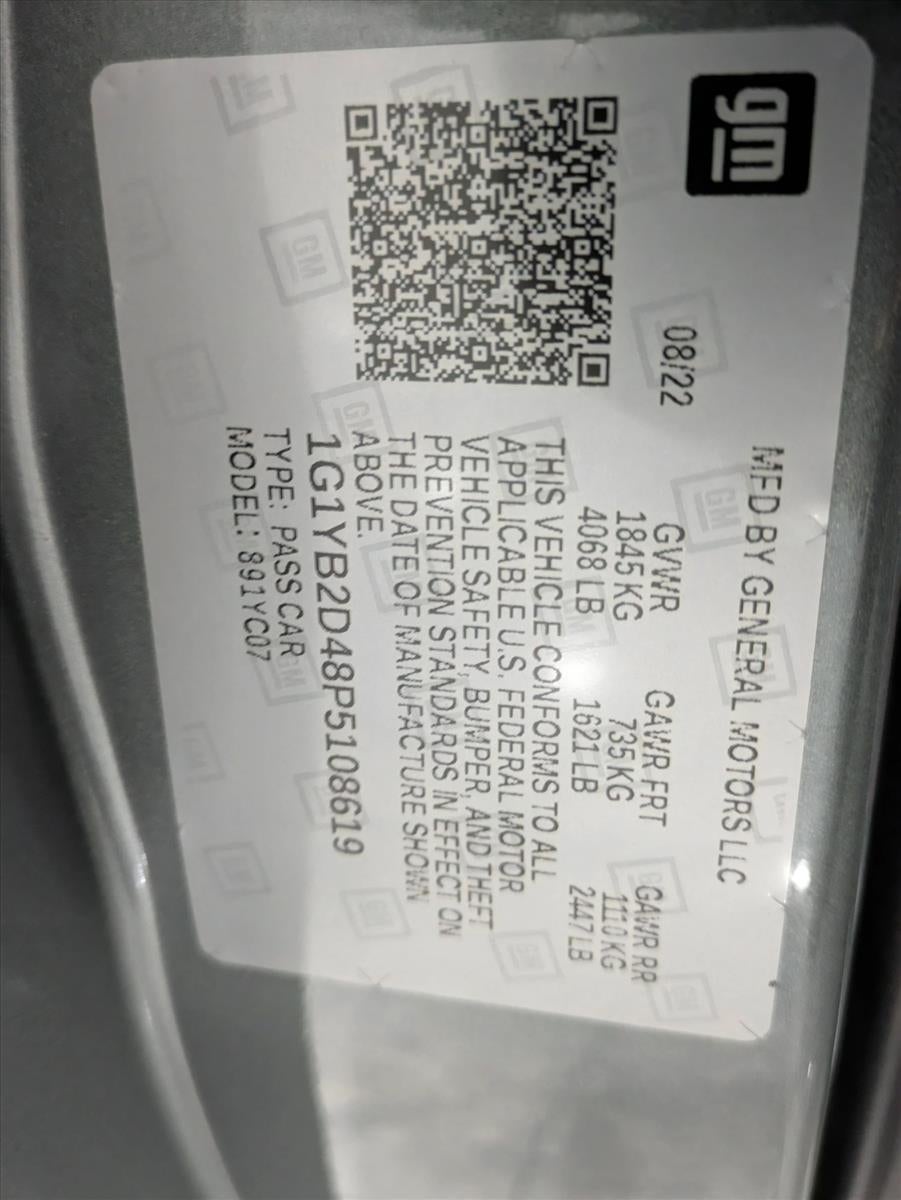 gm
MFD BY GENERAL MOTORS LLC
08/22
GVWR GAWR FRT GAWR RR
1845 KG 735 KG 1110 KG
4068 LB 1621 LB 2447 LB
THIS VEHICLE CONFORMS TO ALL
APPLICABLE U.S. FEDERAL MOTOR
VEHICLE SAFETY, BUMPER, AND THEFT
PREVENTION STANDARDS IN EFFECT ON
THE DATE OF MANUFACTURE SHOWN
ABOVE.
1G1YB2D48P5108619
TYPE: PASS CAR
MODEL: 891YC07